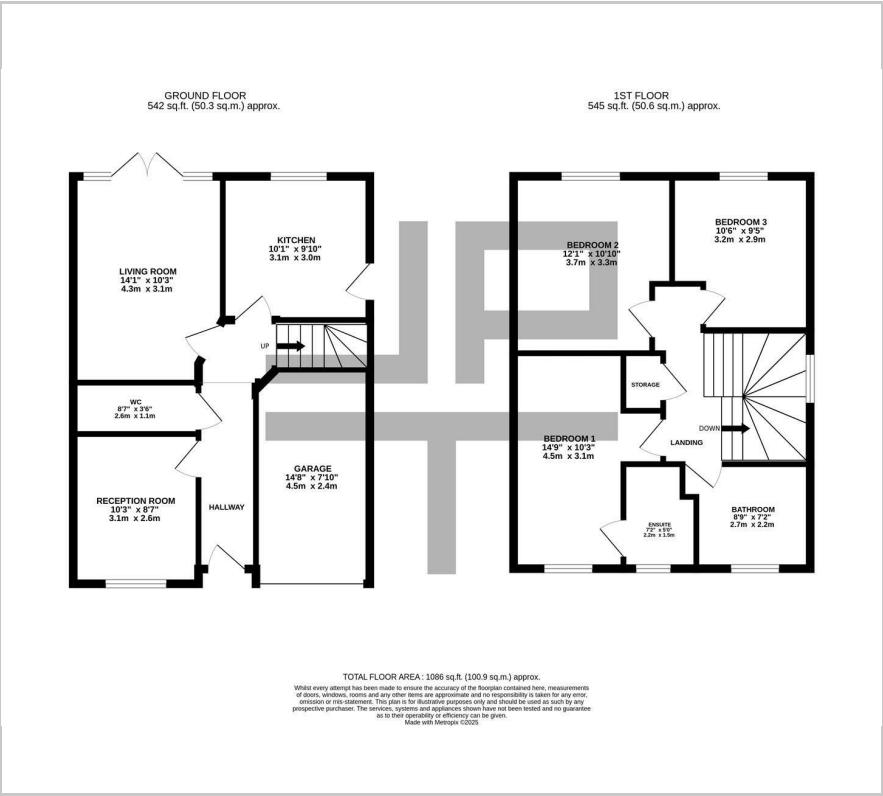 GROUND FLOOR
542 sq.ft. (50.3 sq.m.) approx.
1ST FLOOR
545 sq.ft. (50.6 sq.m.) approx.
LIVING ROOM
14'1" x 10'3"
4.3m x 3.1m
KITCHEN
10'1" x 9'10"
3.1m x 3.0m
UP
WC
8'7" x 3'6"
2.6m x 1.1m
RECEPTION ROOM
10'3" x 8'7"
3.1m x 2.6m
HALLWAY
GARAGE
14'8" x 7'10"
4.5m x 2.4m
BEDROOM 2
12'1" x 10'10"
3.7m x 3.3m
BEDROOM 3
10'6" x 9'5"
3.2m x 2.9m
STORAGE
BEDROOM 1
14'9" x 10'3"
4.5m x 3.1m
DOWN
LANDING
ENSUITE
7'2" x 5'0"
2.2m x 1.5m
BATHROOM
8'9" x 7'2"
2.7m x 2.2m
TOTAL FLOOR AREA : 1086 sq.ft. (100.9 sq.m.) approx.
Whilst every attempt has been made to ensure the accuracy of the floorplan contained here, measurements
of doors, windows, rooms and any other items are approximate and no responsibility is taken for any error,
omission or mis-statement. This plan is for illustrative purposes only and should be used as such by any
prospective purchaser. The services, systems and appliances shown have not been tested and no guarantee
as to their operability or efficiency can be given.
Made with Metropix ©2025